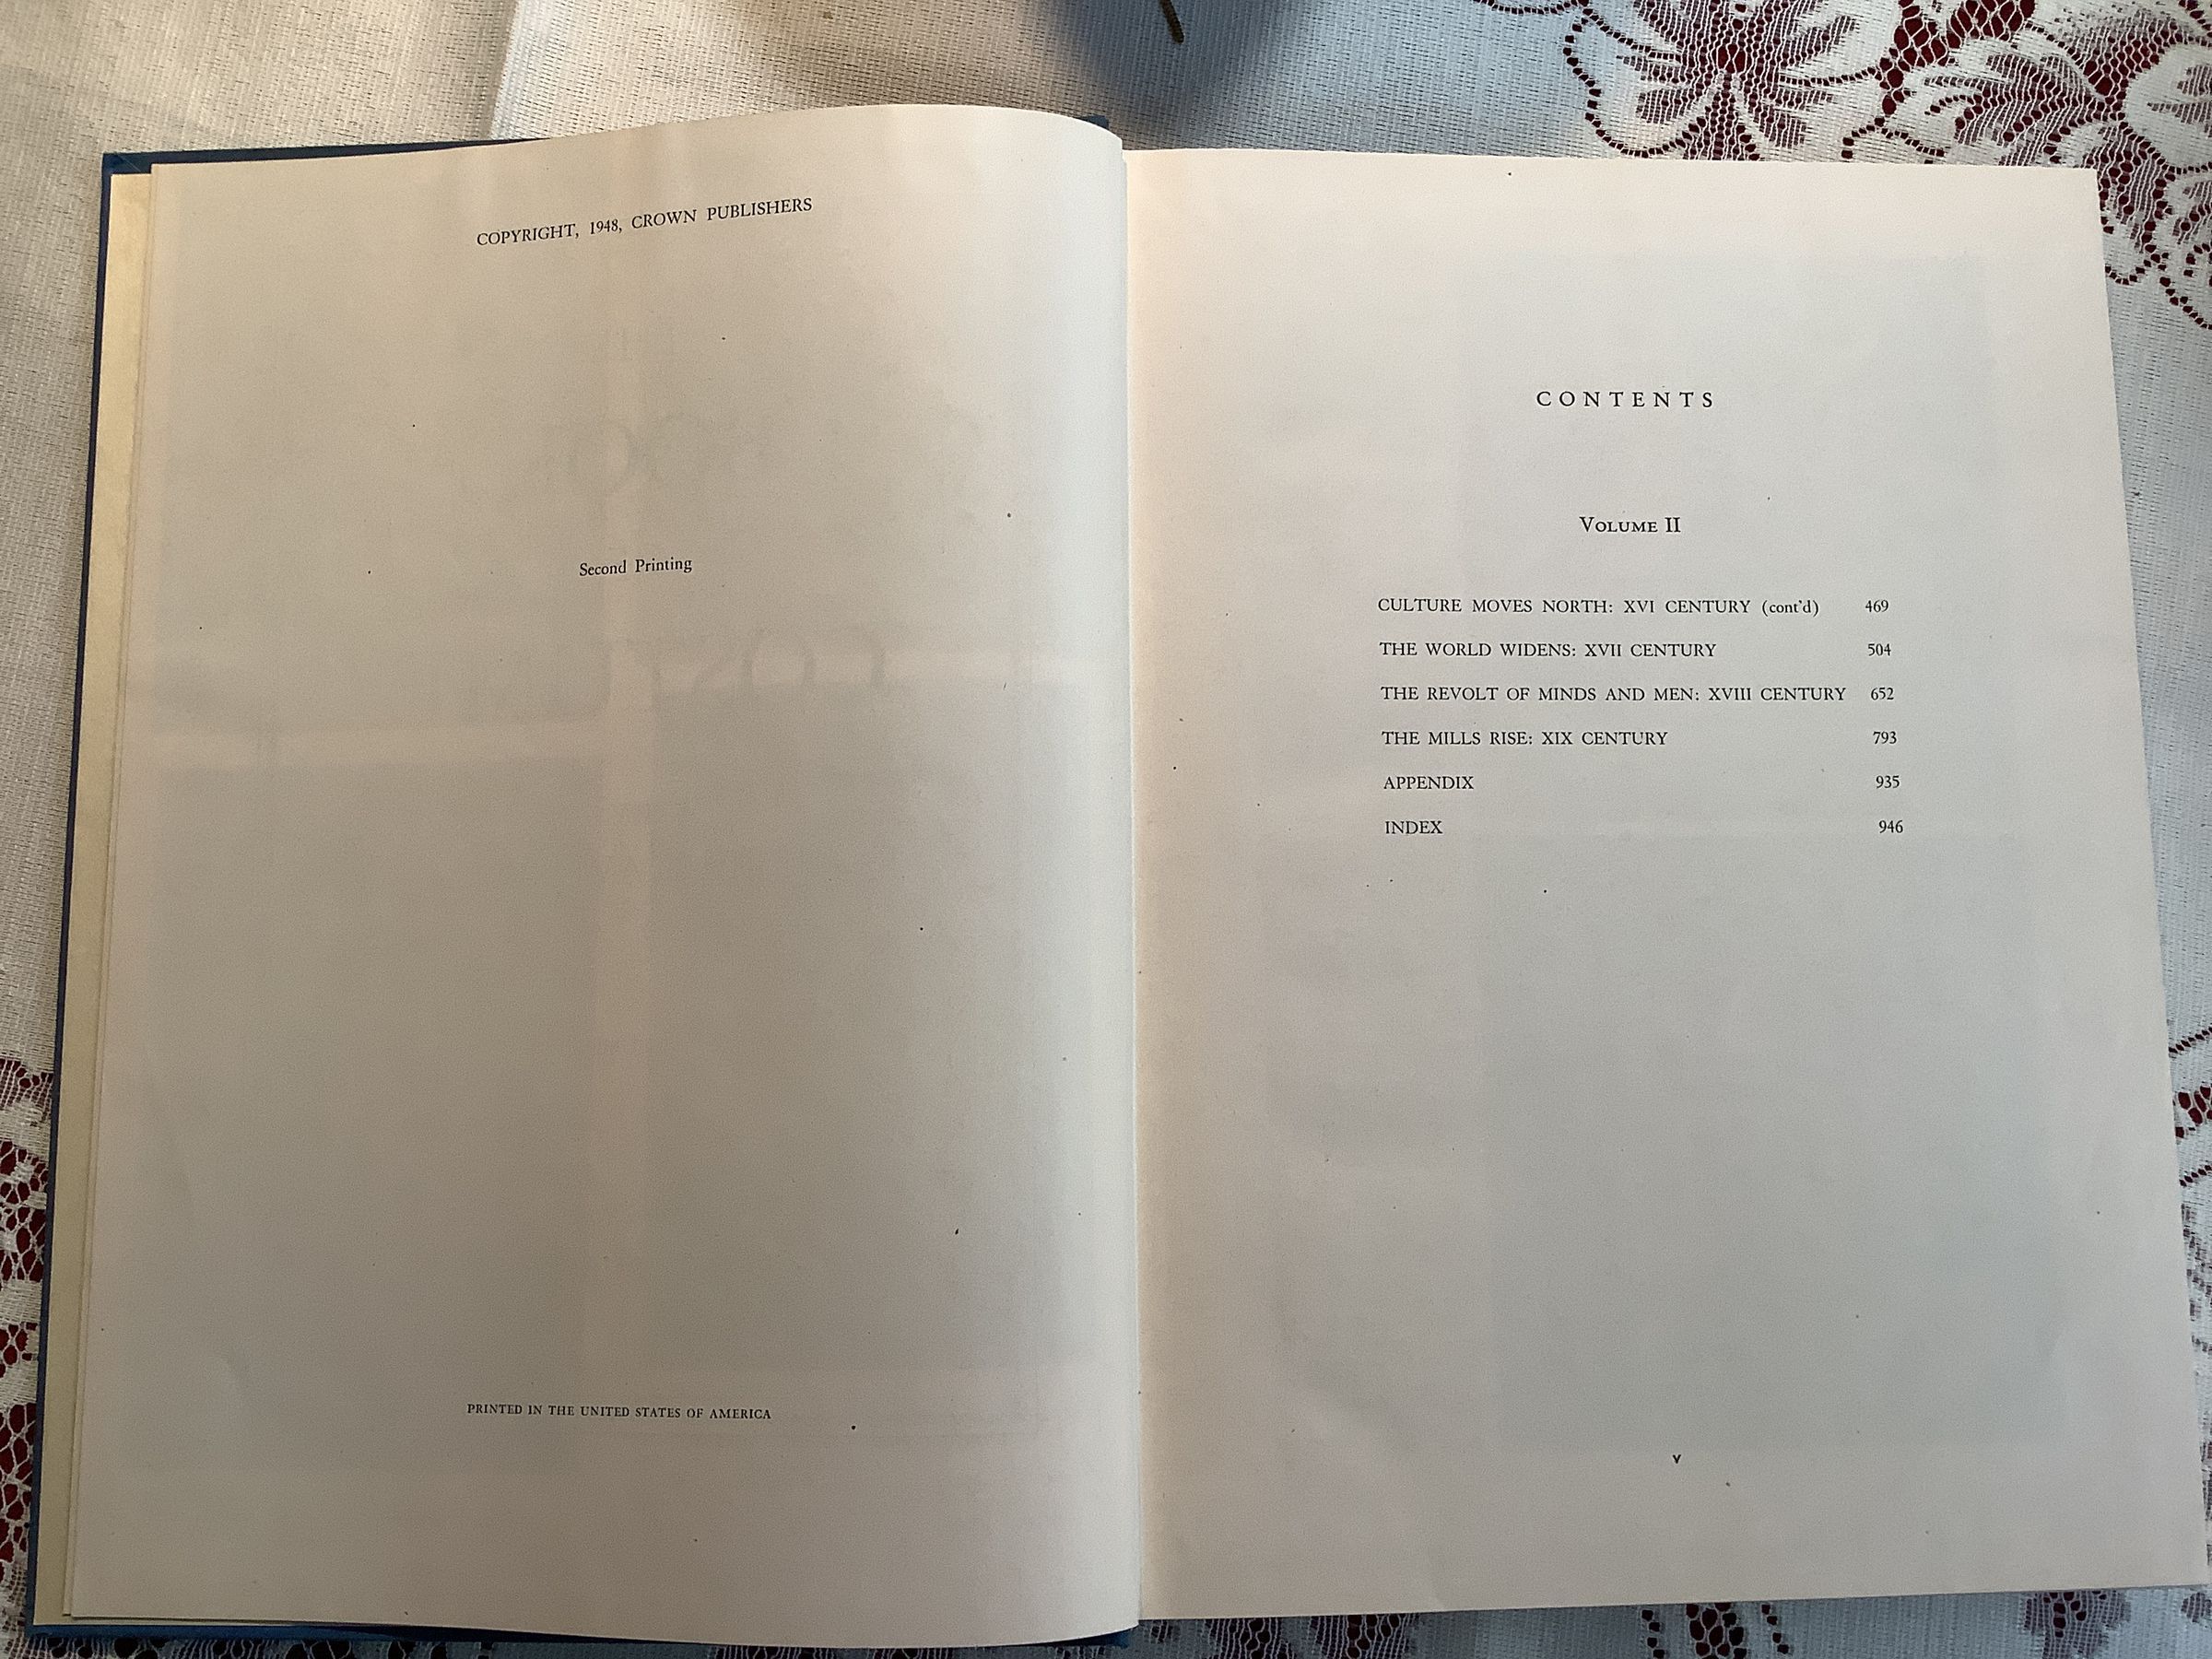 COPYRIGHT, 1948, CROWN PUBLISHERS
Second Printing
PRINTED IN THE UNITED STATES OF AMERICA
CONTENTS
Volume II
CULTURE MOVES NORTH: XVI CENTURY (cont'd) 469
THE WORLD WIDENS: XVII CENTURY 504
THE REVOLT OF MINDS AND MEN: XVIII CENTURY 652
THE MILLS RISE: XIX CENTURY 793
APPENDIX 935
INDEX 946
v